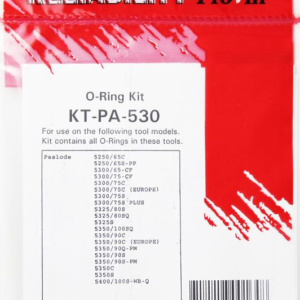 O-Ring Kit
KT-PA-530
For use on the following tool models.
Kit contains all O-Rings in these tools.
Paslode
5250/65C
5250/65S-PP
5300/65-CP
5300/75-CP
5300/75C
5300/75C (EUROPE)
5300/75S
5300/75S PLUS
5325/80S
5325/80SQ
5325S
5350/100SQ
5350/90C
5350/90C (EUROPE)
5350/90Q-PM
5350/90S
5350/90S-PM
5350C
5350S
5400/100S-WB-Q